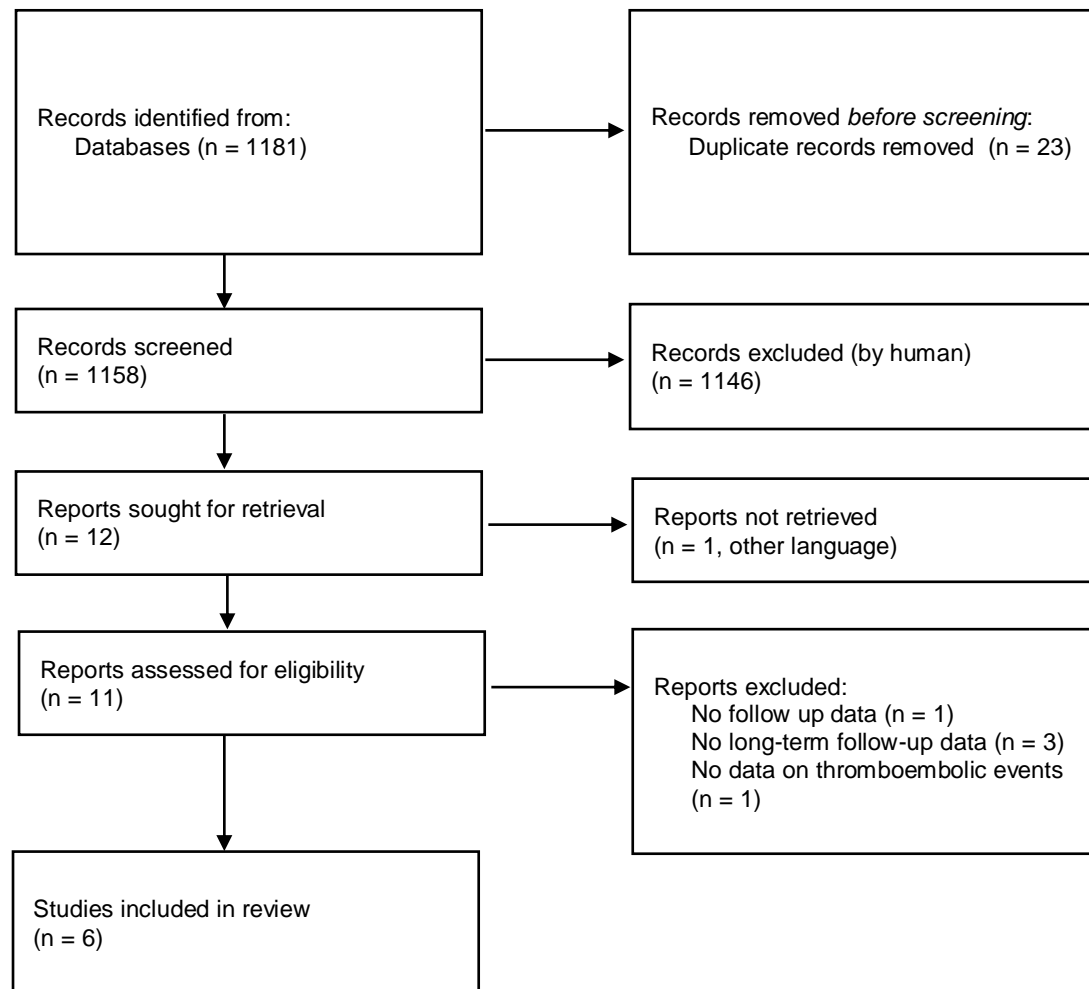 Records identified from:
Databases (n = 1181)
Records removed before screening:
Duplicate records removed (n = 23)
Records screened
(n = 1158)
Records excluded (by human)
(n = 1146)
Reports sought for retrieval
(n = 12)
Reports not retrieved
(n = 1, other language)
Reports assessed for eligibility
(n = 11)
Reports excluded:
No follow up data (n = 1)
No long-term follow-up data (n = 3)
No data on thromboembolic events
(n = 1)
Studies included in review
(n = 6)